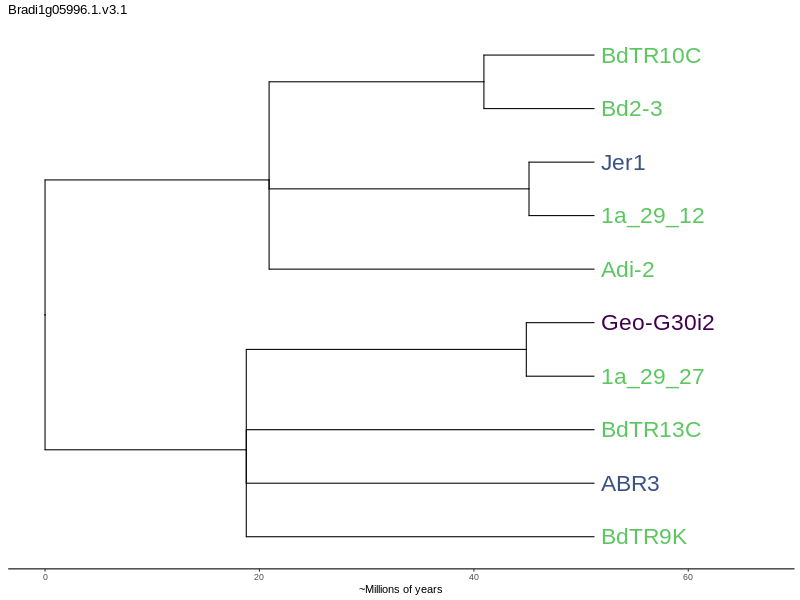 Bradi1g05996.1.v3.1
BdTR10C
Bd2-3
Jer1
1a_29_12
Adi-2
Geo-G30i2
1a_29_27
BdTR13C
ABR3
BdTR9K
0 20 40 60
~Millions of years